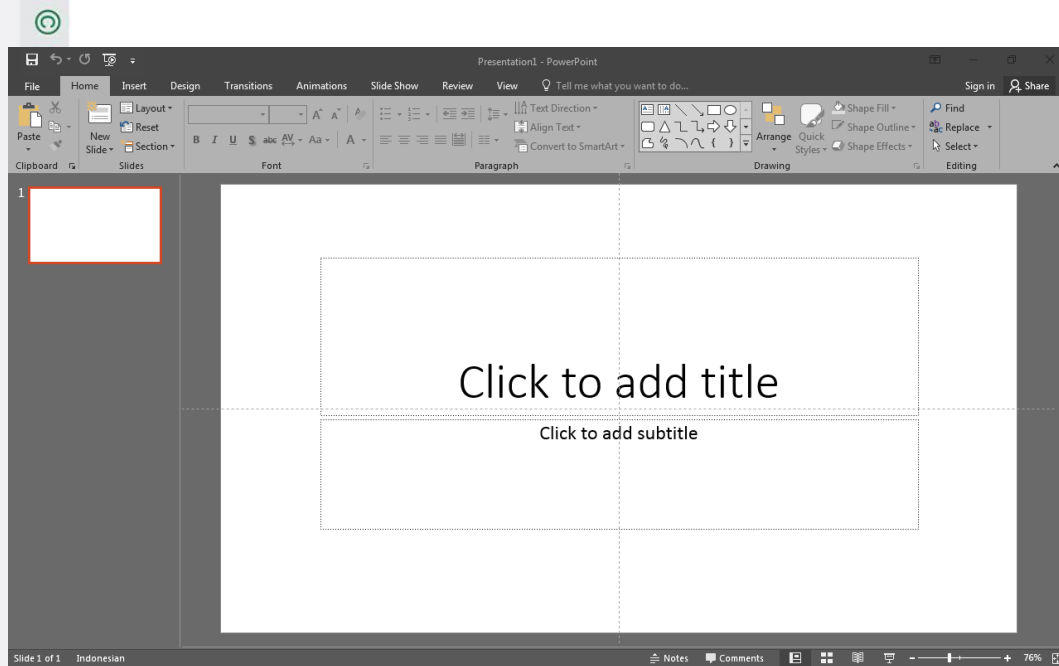 Presentation1 - PowerPoint
File Home Insert Design Transitions Animations Slide Show Review View Tell me what you want to do... Sign in Share
Paste
New Slide
Layout
Reset
Section
B I U S abc AV Aa A
Text Direction
Align Text
Convert to SmartArt
Arrange
Quick Styles
Shape Fill
Shape Outline
Shape Effects
Find
Replace
Select
Clipboard Slides Font Paragraph Drawing Editing
1
Click to add title
Click to add subtitle
Slide 1 of 1 Indonesian Notes Comments 76%